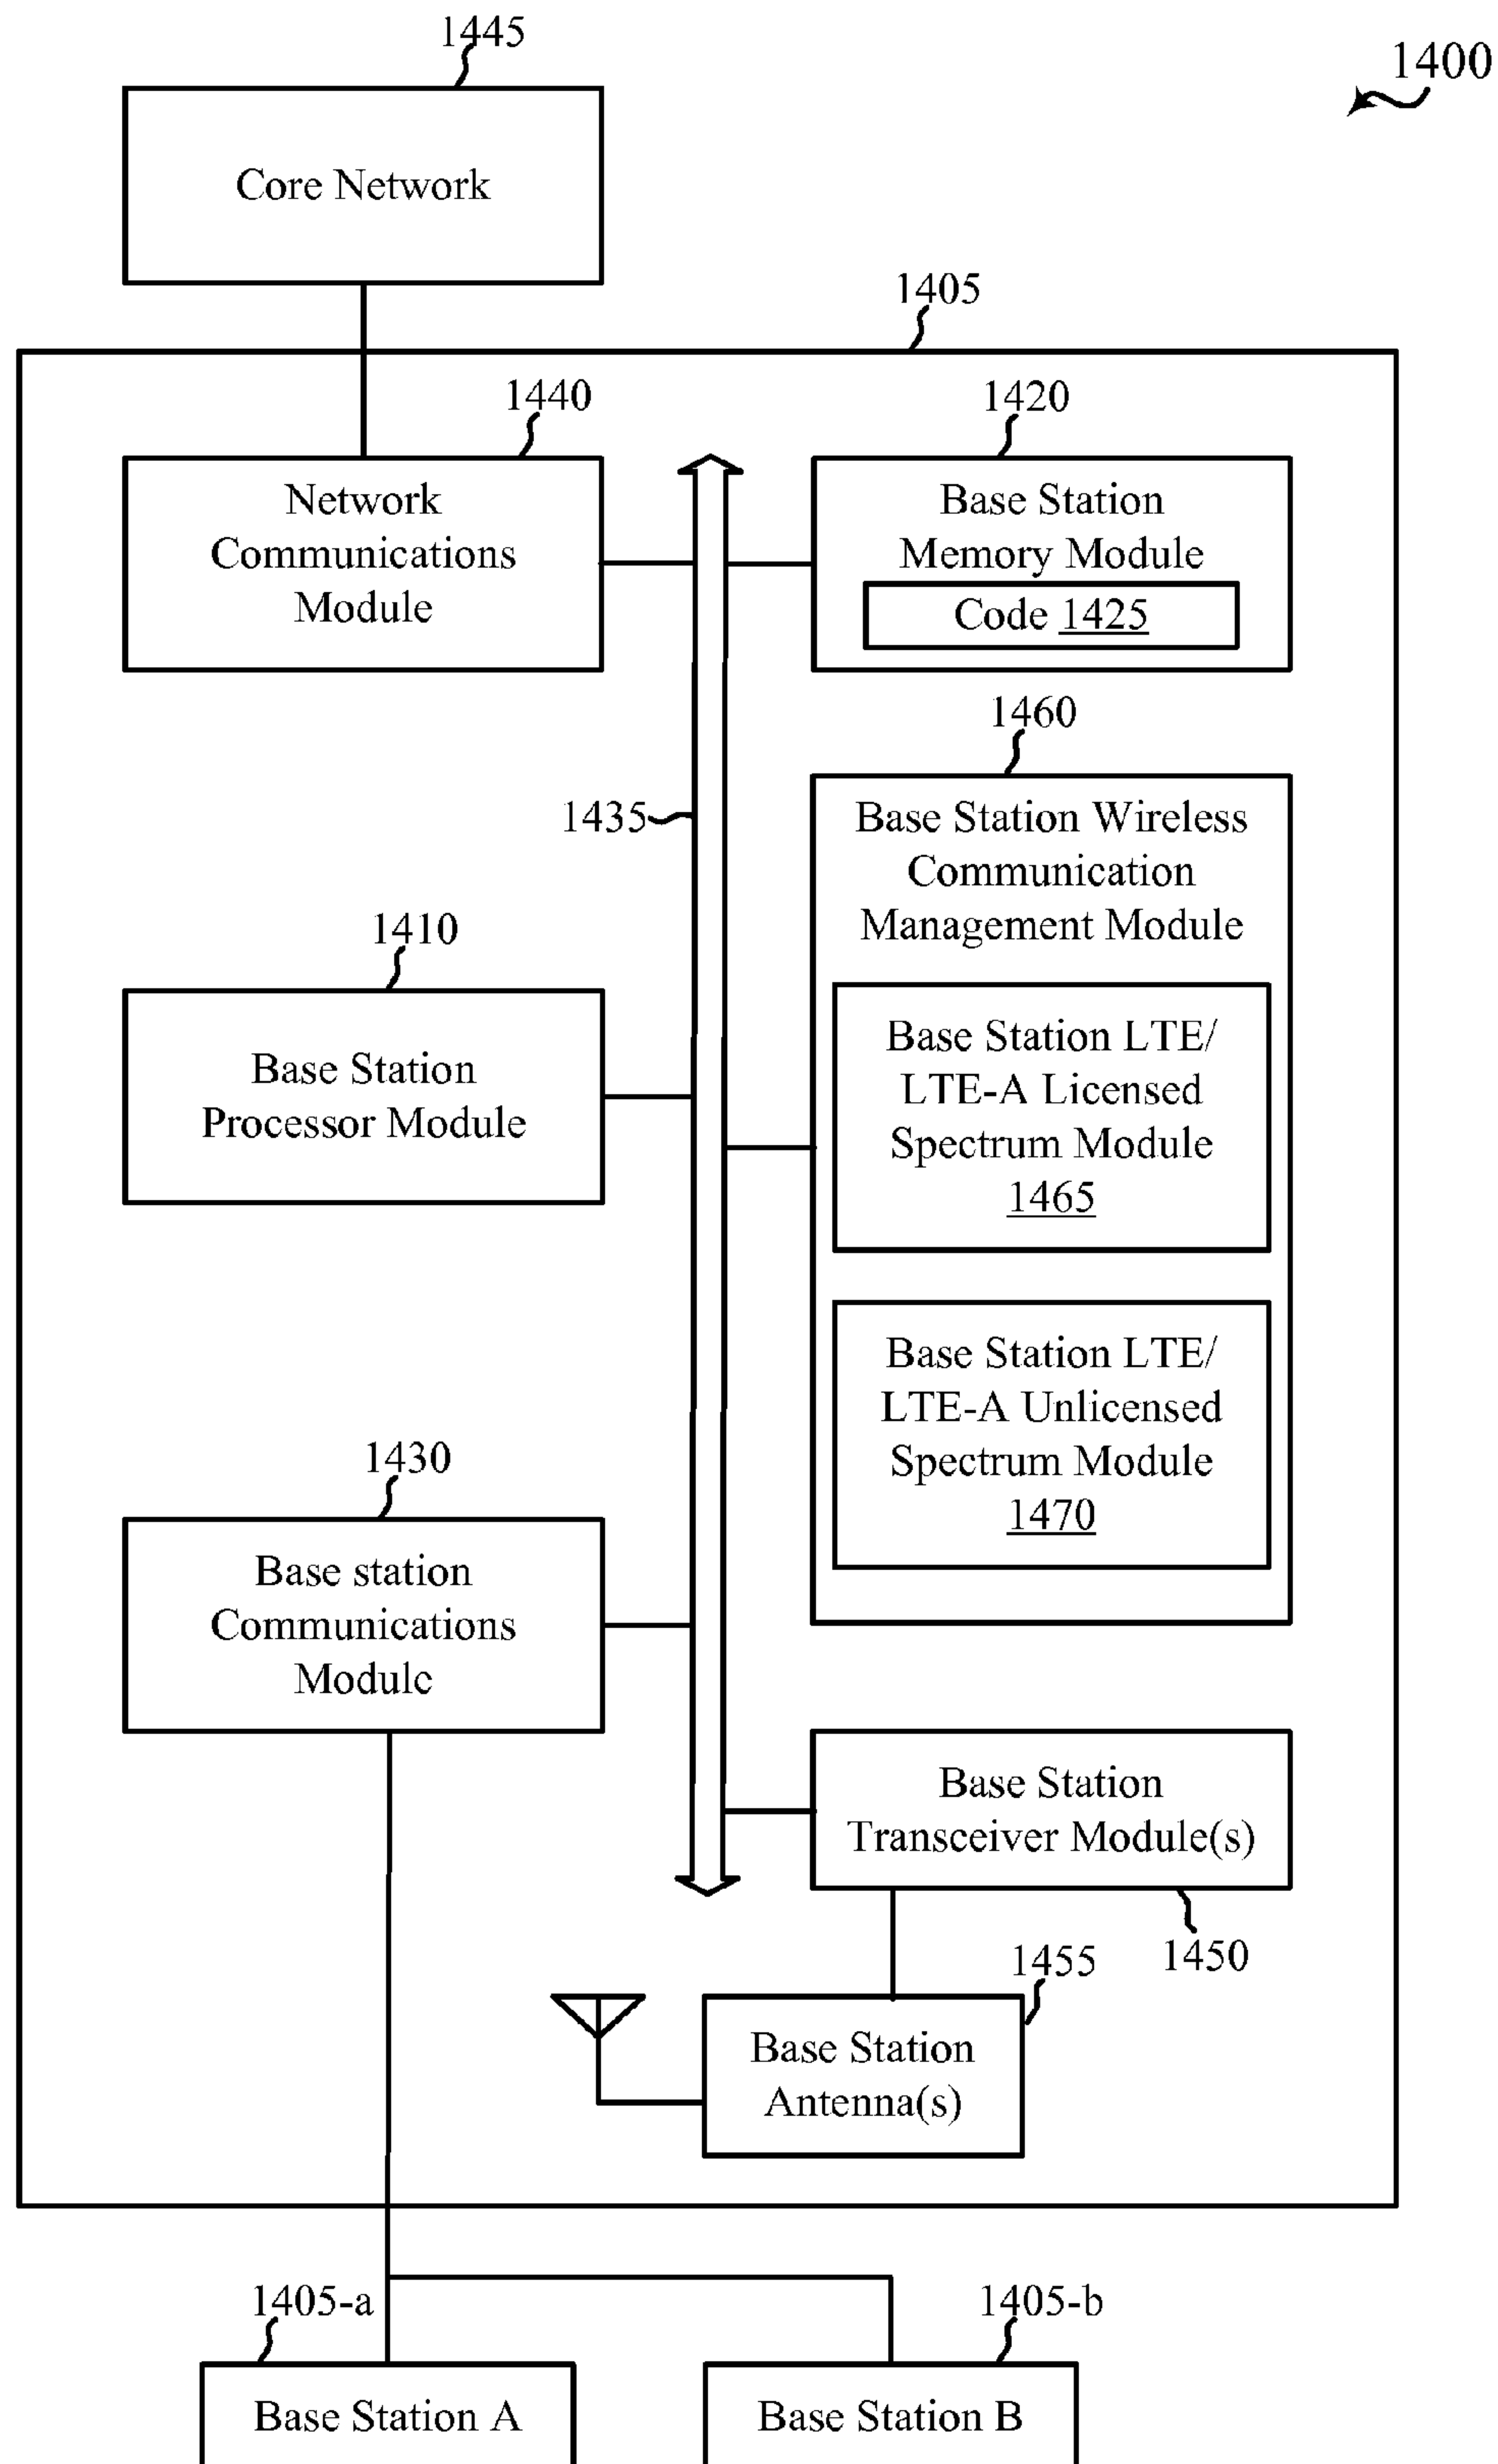 1445
1400
Core Network
1405
1440
1420
Network
Communications
Module
Base Station
Memory Module
Code 1425
1460
1435
Base Station Wireless
Communication
Management Module
1410
Base Station
Processor Module
Base Station LTE/
LTE-A Licensed
Spectrum Module
1465
Base Station LTE/
LTE-A Unlicensed
Spectrum Module
1470
1430
Base station
Communications
Module
Base Station
Transceiver Module(s)
1450
1455
Base Station
Antenna(s)
1405-a
1405-b
Base Station A
Base Station B